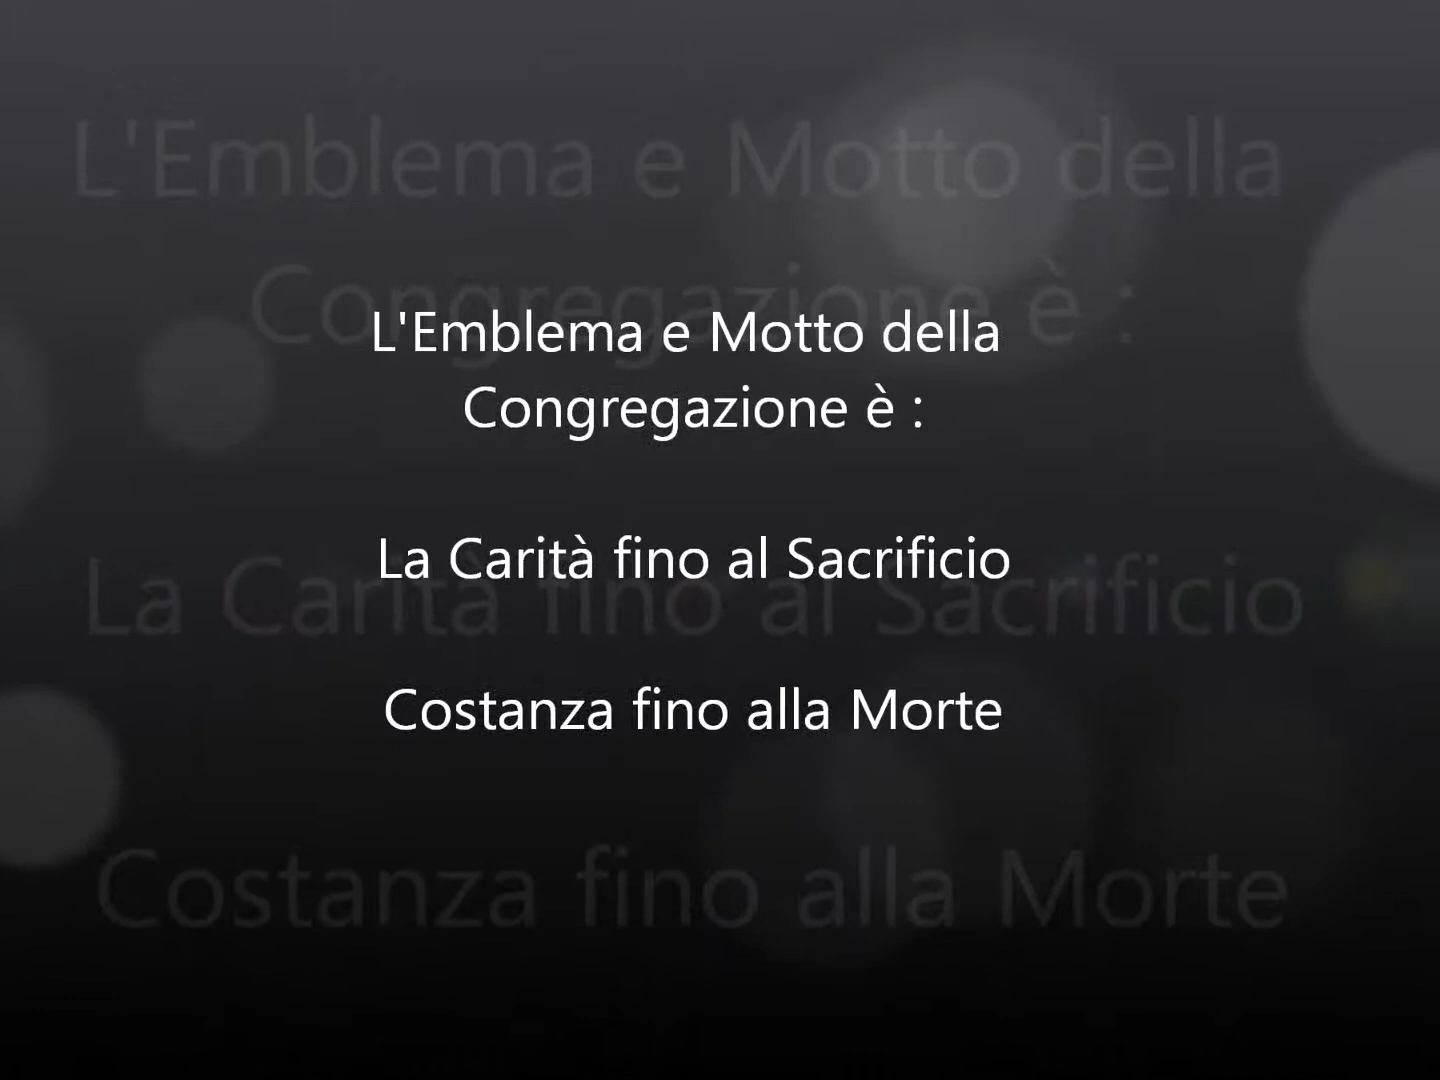 L'Emblema e Motto della
Congregazione è :
La Carità fino al Sacrificio
Costanza fino alla Morte